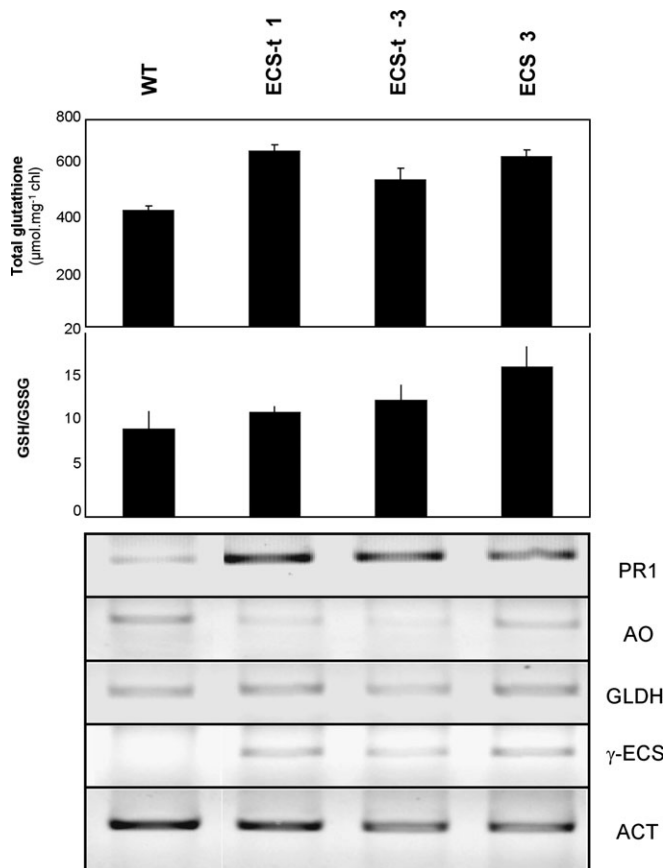 WT
ECS-t 1
ECS-t -3
ECS 3
Total glutathione
(μmol.mg⁻¹ chl)
800
600
400
200
20
GSH/GSSG
15
10
5
0
PR1
AO
GLDH
γ-ECS
ACT